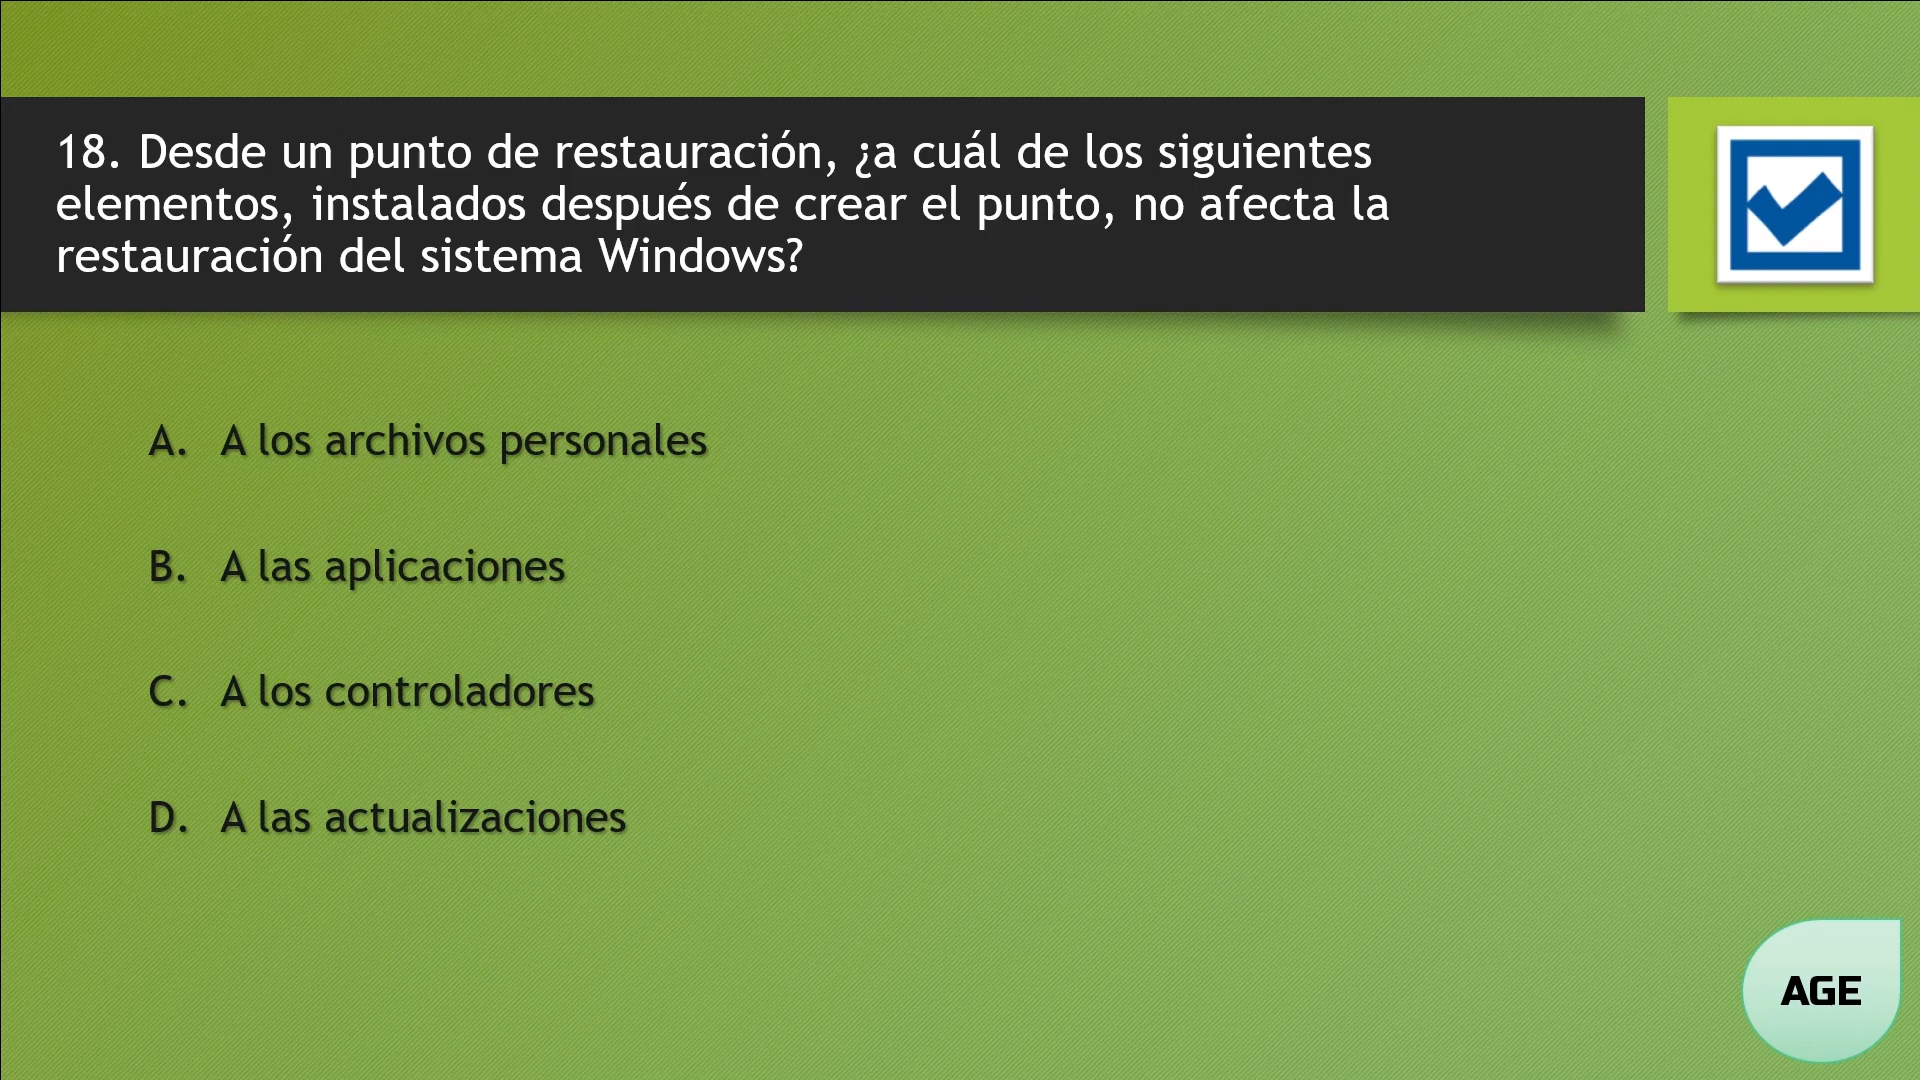 18. Desde un punto de restauración, ¿a cuál de los siguientes
elementos, instalados después de crear el punto, no afecta la
restauración del sistema Windows?
A. A los archivos personales
B. A las aplicaciones
C. A los controladores
D. A las actualizaciones
AGE